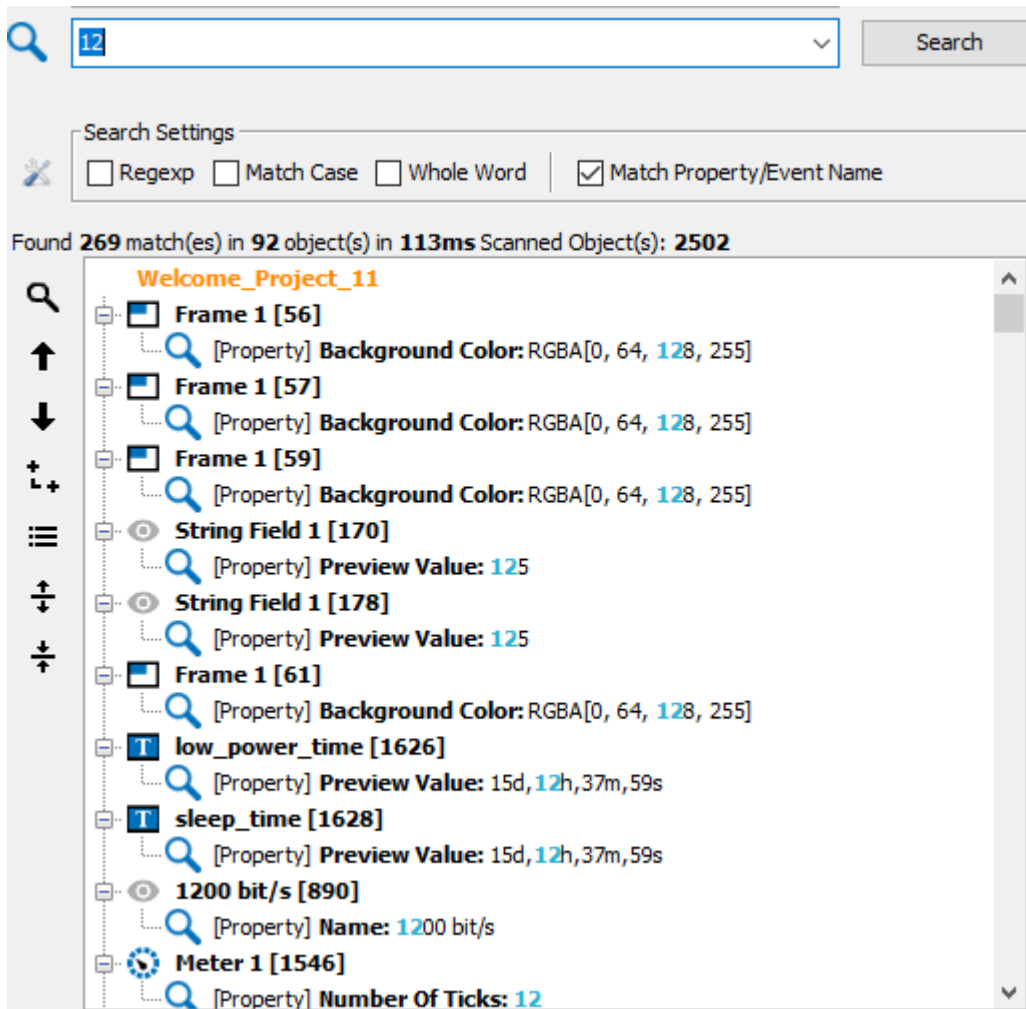 12
Search
Search Settings
Regexp Match Case Whole Word Match Property/Event Name
Found 269 match(es) in 92 object(s) in 113ms Scanned Object(s): 2502
Welcome_Project_11
Frame 1 [56]
[Property] Background Color: RGBA[0, 64, 128, 255]
Frame 1 [57]
[Property] Background Color: RGBA[0, 64, 128, 255]
Frame 1 [59]
[Property] Background Color: RGBA[0, 64, 128, 255]
String Field 1 [170]
[Property] Preview Value: 125
String Field 1 [178]
[Property] Preview Value: 125
Frame 1 [61]
[Property] Background Color: RGBA[0, 64, 128, 255]
T low_power_time [1626]
[Property] Preview Value: 15d,12h,37m,59s
T sleep_time [1628]
[Property] Preview Value: 15d,12h,37m,59s
1200 bit/s [890]
[Property] Name: 1200 bit/s
Meter 1 [1546]
[Property] Number Of Ticks: 12